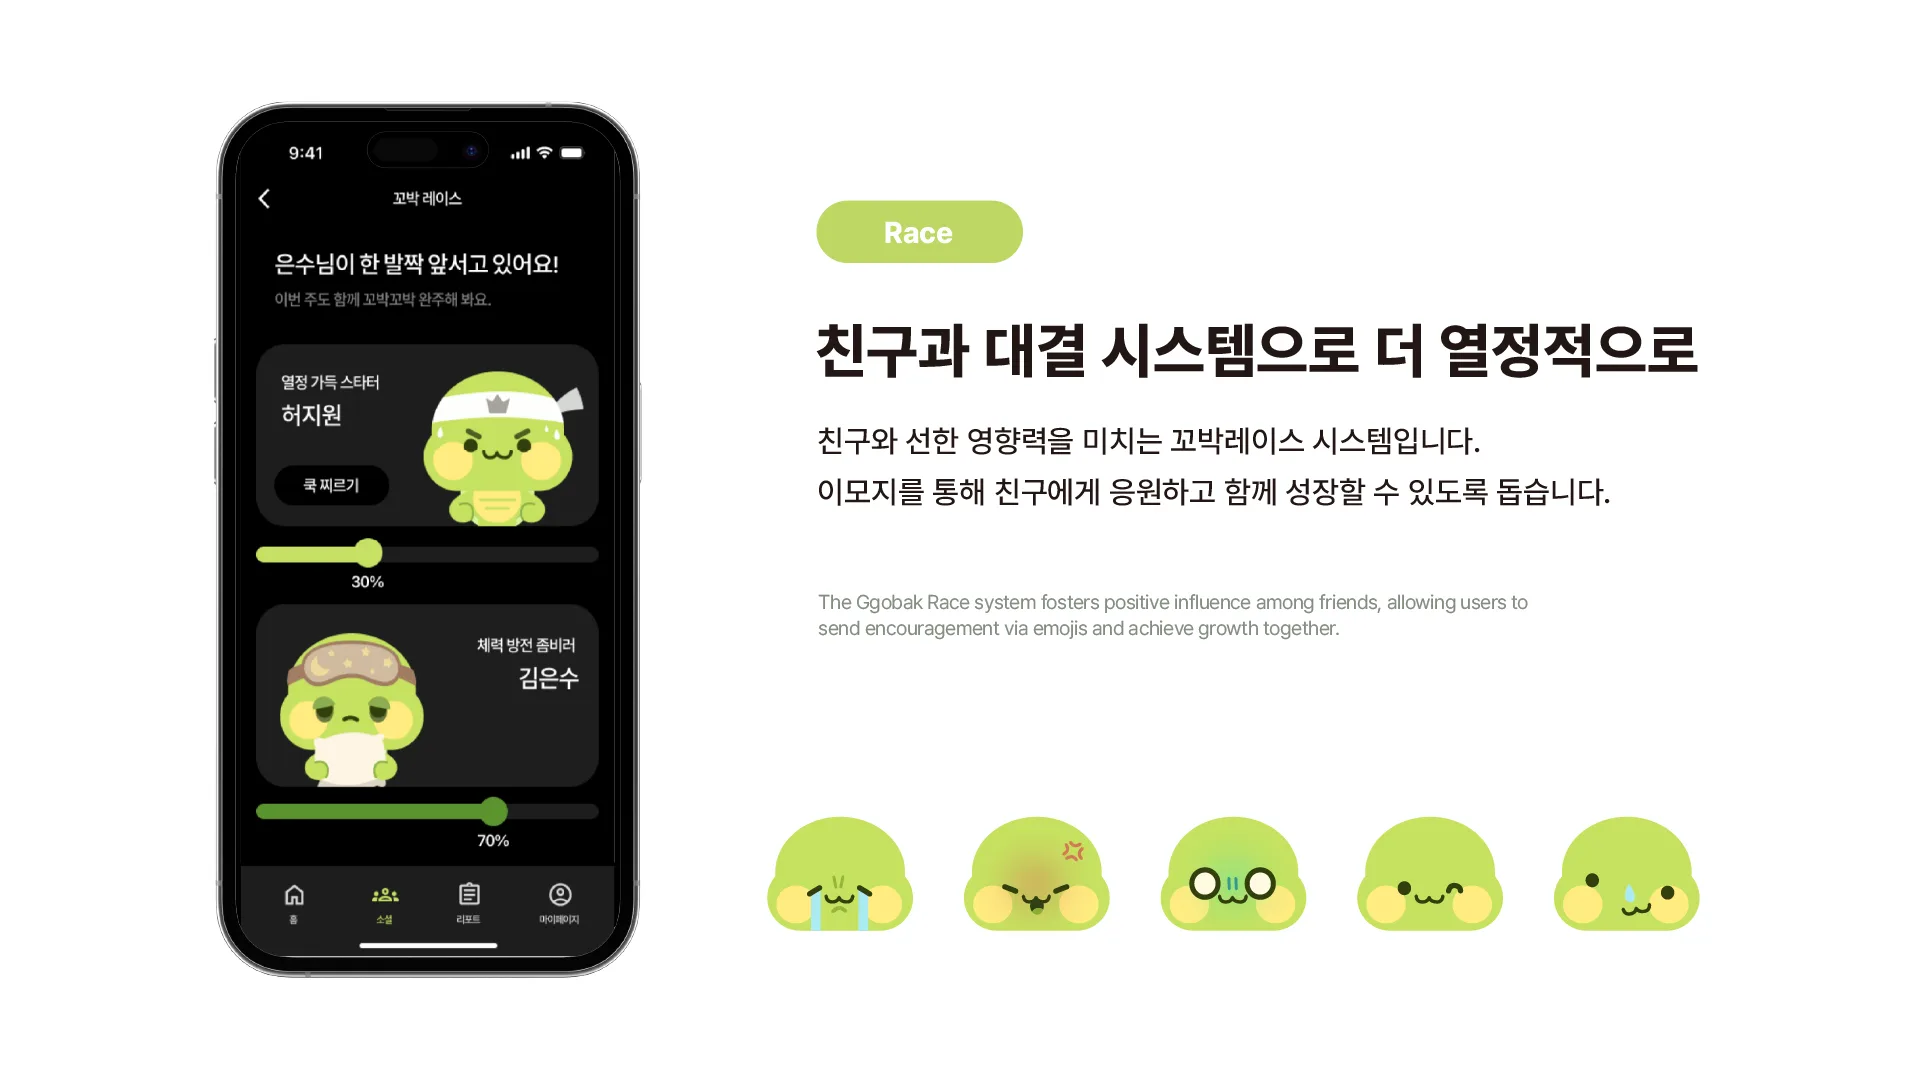 9:41
꼬박 레이스
은수님이 한 발짝 앞서고 있어요!
이번 주도 함께 꼬박꼬박 완주해 봐요.
열정 가득 스타터
허지원
쿡 찌르기
30%
체력 방전 좀비러
김은수
70%
홈
소셜
리포트
마이페이지
Race
친구과 대결 시스템으로 더 열정적으로
친구와 선한 영향력을 미치는 꼬박레이스 시스템입니다.
이모지를 통해 친구에게 응원하고 함께 성장할 수 있도록 돕습니다.
The Ggobak Race system fosters positive influence among friends, allowing users to
send encouragement via emojis and achieve growth together.